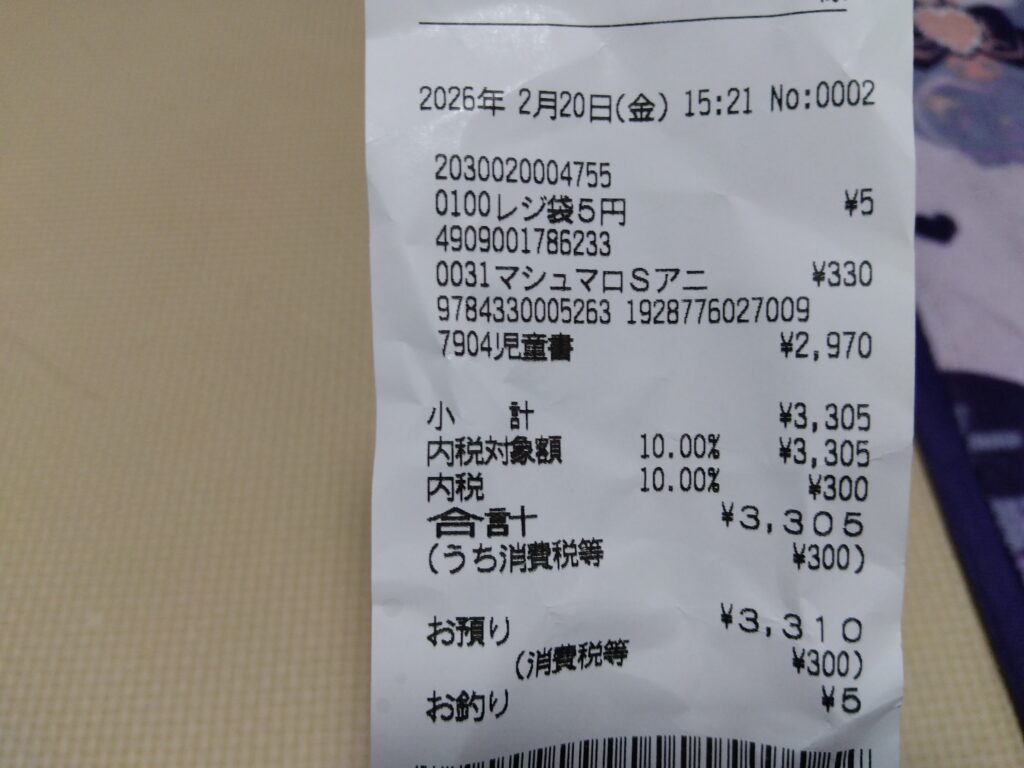 2026年 2月20日(金) 15:21 No:0002
2030020004755
0100レジ袋5円 ¥5
4909001786233
0031マシュマロSアニ ¥330
9784330005263 1928776027009
7904児童書 ¥2,970
小 計 ¥3,305
内税対象額 10.00% ¥3,305
内税 10.00% ¥300
合計 ¥3,305
(うち消費税等 ¥300)
お預り ¥3,310
(消費税等 ¥300)
お釣り ¥5